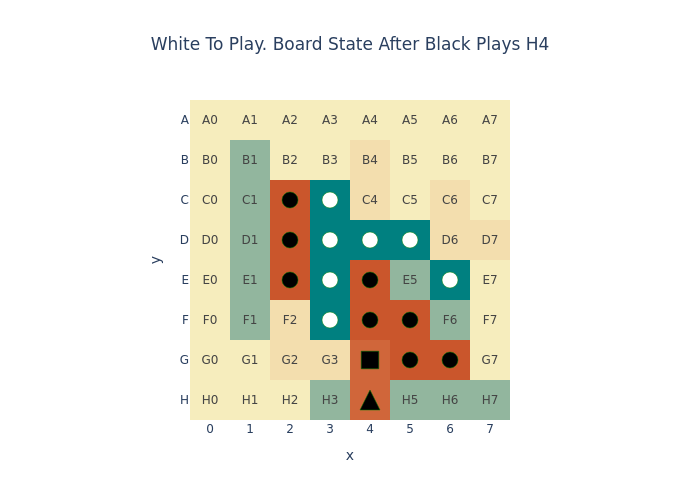 White To Play. Board State After Black Plays H4
A A0 A1 A2 A3 A4 A5 A6 A7
B B0 B1 B2 B3 B4 B5 B6 B7
C C0 C1 C4 C5 C6 C7
D D0 D1 D6 D7
E E0 E1 E5 E7
F F0 F1 F2 F6 F7
G G0 G1 G2 G3 G7
H H0 H1 H2 H3 H5 H6 H7
0 1 2 3 4 5 6 7
x
y